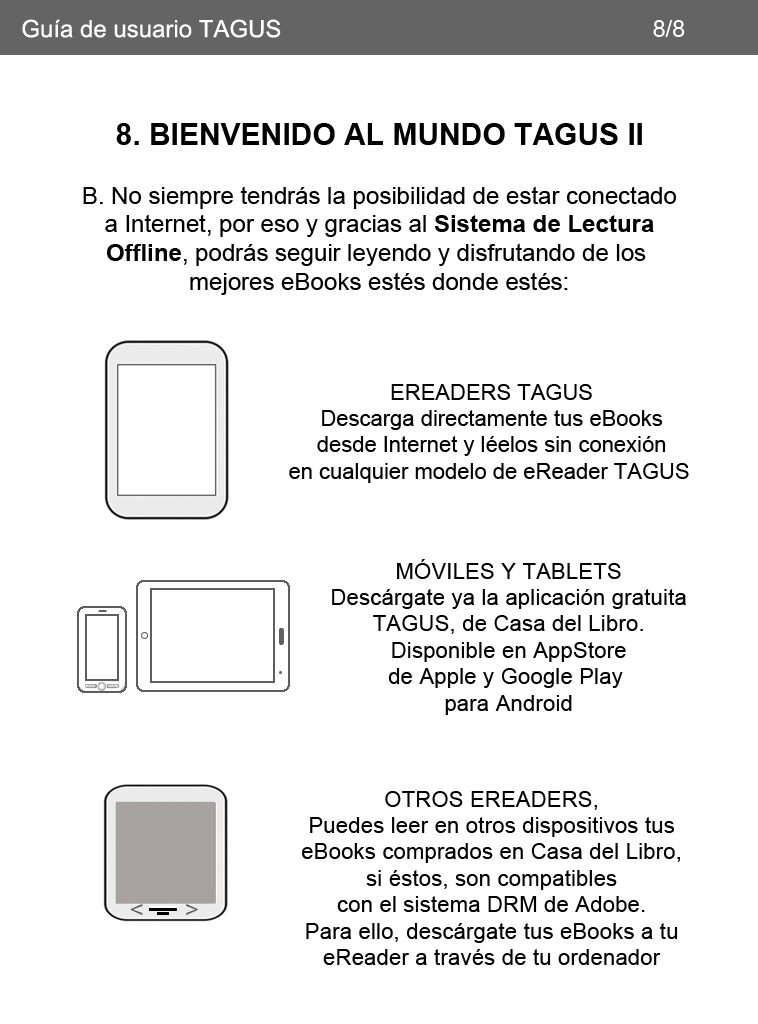 Guía de usuario TAGUS 8/8
8. BIENVENIDO AL MUNDO TAGUS II
B. No siempre tendrás la posibilidad de estar conectado
a Internet, por eso y gracias al Sistema de Lectura
Offline, podrás seguir leyendo y disfrutando de los
mejores eBooks estés donde estés:
EREADERS TAGUS
Descarga directamente tus eBooks
desde Internet y léelos sin conexión
en cualquier modelo de eReader TAGUS
MÓVILES Y TABLETS
Descárgate ya la aplicación gratuita
TAGUS, de Casa del Libro.
Disponible en AppStore
de Apple y Google Play
para Android
OTROS EREADERS,
Puedes leer en otros dispositivos tus
eBooks comprados en Casa del Libro,
si éstos, son compatibles
con el sistema DRM de Adobe.
Para ello, descárgate tus eBooks a tu
eReader a través de tu ordenador